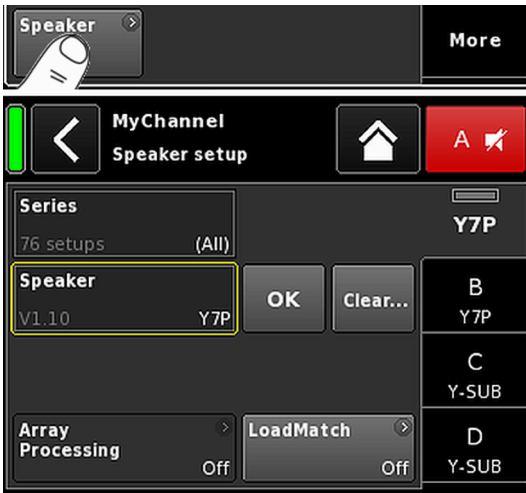 Speaker
More
MyChannel
Speaker setup
A
Series
76 setups (All)
Y7P
Speaker
V1.10 Y7P
OK
Clear...
B
Y7P
C
Y-SUB
Array
Processing
Off
LoadMatch
Off
D
Y-SUB